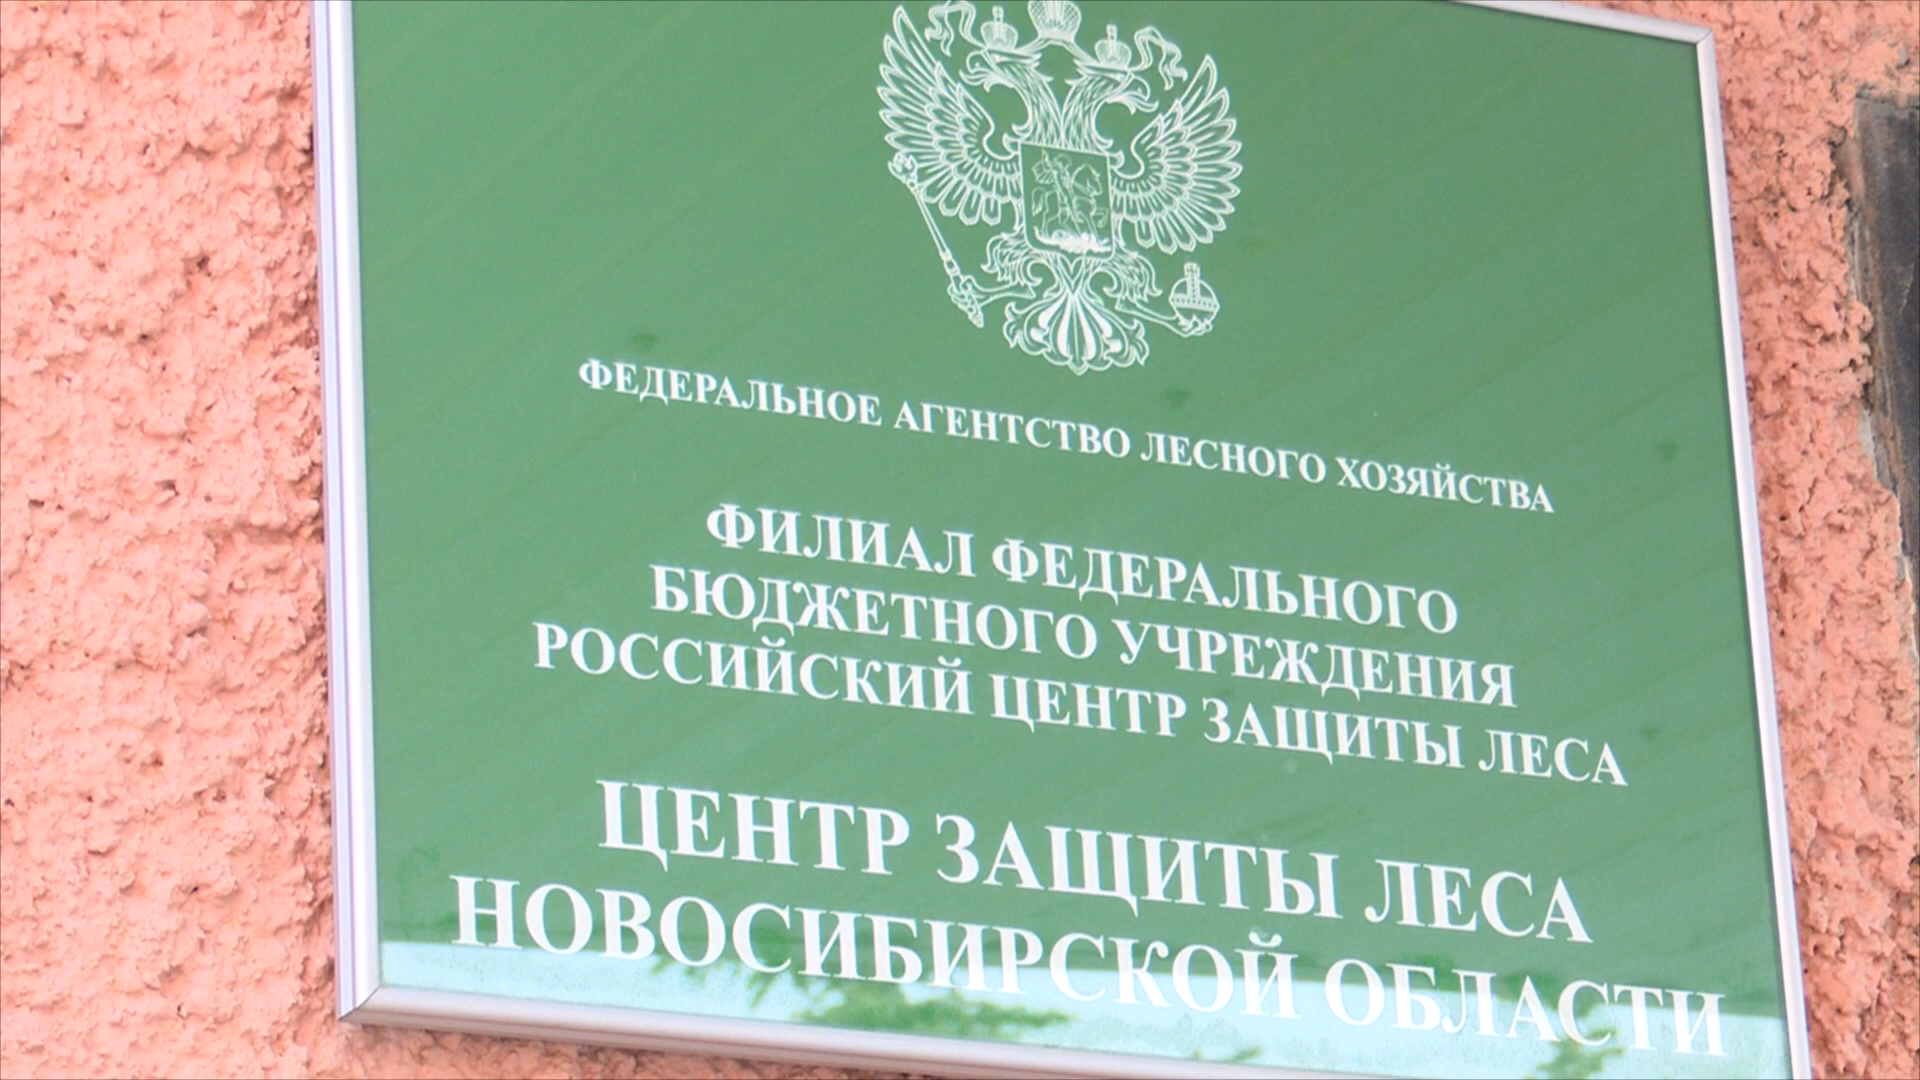 ФЕДЕРАЛЬНОЕ АГЕНТСТВО ЛЕСНОГО ХОЗЯЙСТВА
ФИЛИАЛ ФЕДЕРАЛЬНОГО
БЮДЖЕТНОГО УЧРЕЖДЕНИЯ
РОССИЙСКИЙ ЦЕНТР ЗАЩИТЫ ЛЕСА
ЦЕНТР ЗАЩИТЫ ЛЕСА
НОВОСИБИРСКОЙ ОБЛАСТИ